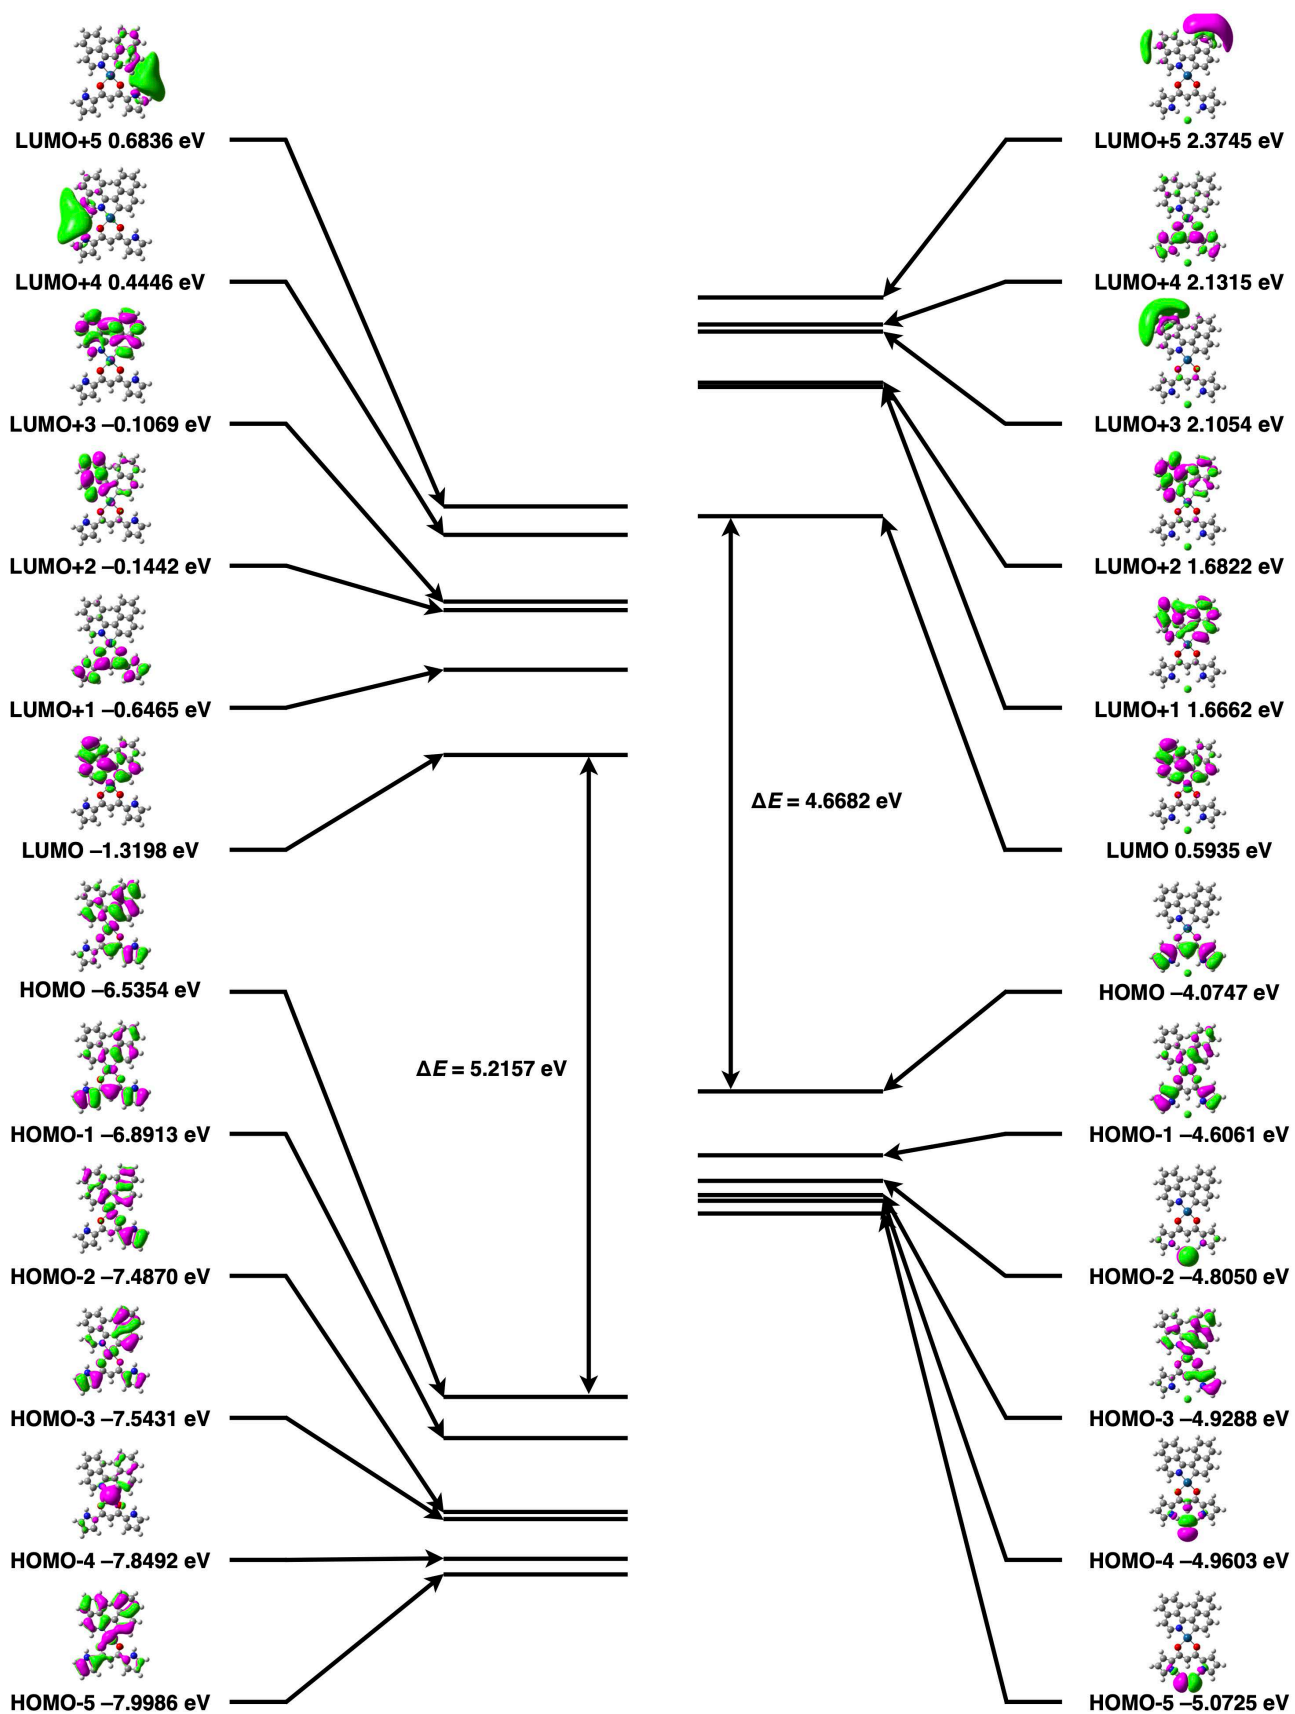 LUMO+5 0.6836 eV
LUMO+4 0.4446 eV
LUMO+3 –0.1069 eV
LUMO+2 –0.1442 eV
LUMO+1 –0.6465 eV
LUMO –1.3198 eV
HOMO –6.5354 eV
HOMO-1 –6.8913 eV
HOMO-2 –7.4870 eV
HOMO-3 –7.5431 eV
HOMO-4 –7.8492 eV
HOMO-5 –7.9986 eV
ΔE = 5.2157 eV
ΔE = 4.6682 eV
LUMO+5 2.3745 eV
LUMO+4 2.1315 eV
LUMO+3 2.1054 eV
LUMO+2 1.6822 eV
LUMO+1 1.6662 eV
LUMO 0.5935 eV
HOMO –4.0747 eV
HOMO-1 –4.6061 eV
HOMO-2 –4.8050 eV
HOMO-3 –4.9288 eV
HOMO-4 –4.9603 eV
HOMO-5 –5.0725 eV